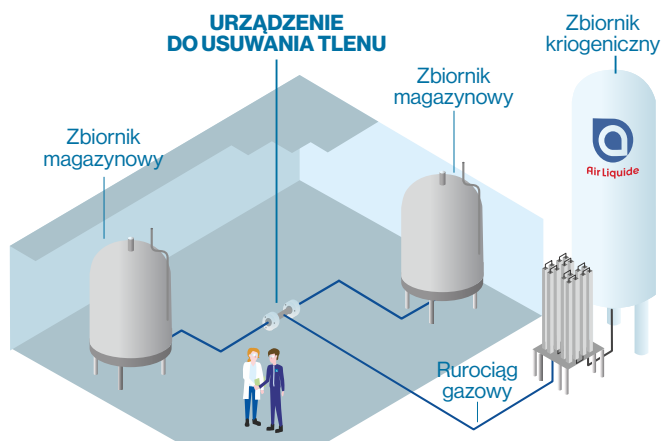 URZĄDZENIE
DO USUWANIA TLENU
Zbiornik
kriogeniczny
Zbiornik
magazynowy
Zbiornik
magazynowy
Air Liquide
Rurociąg
gazowy